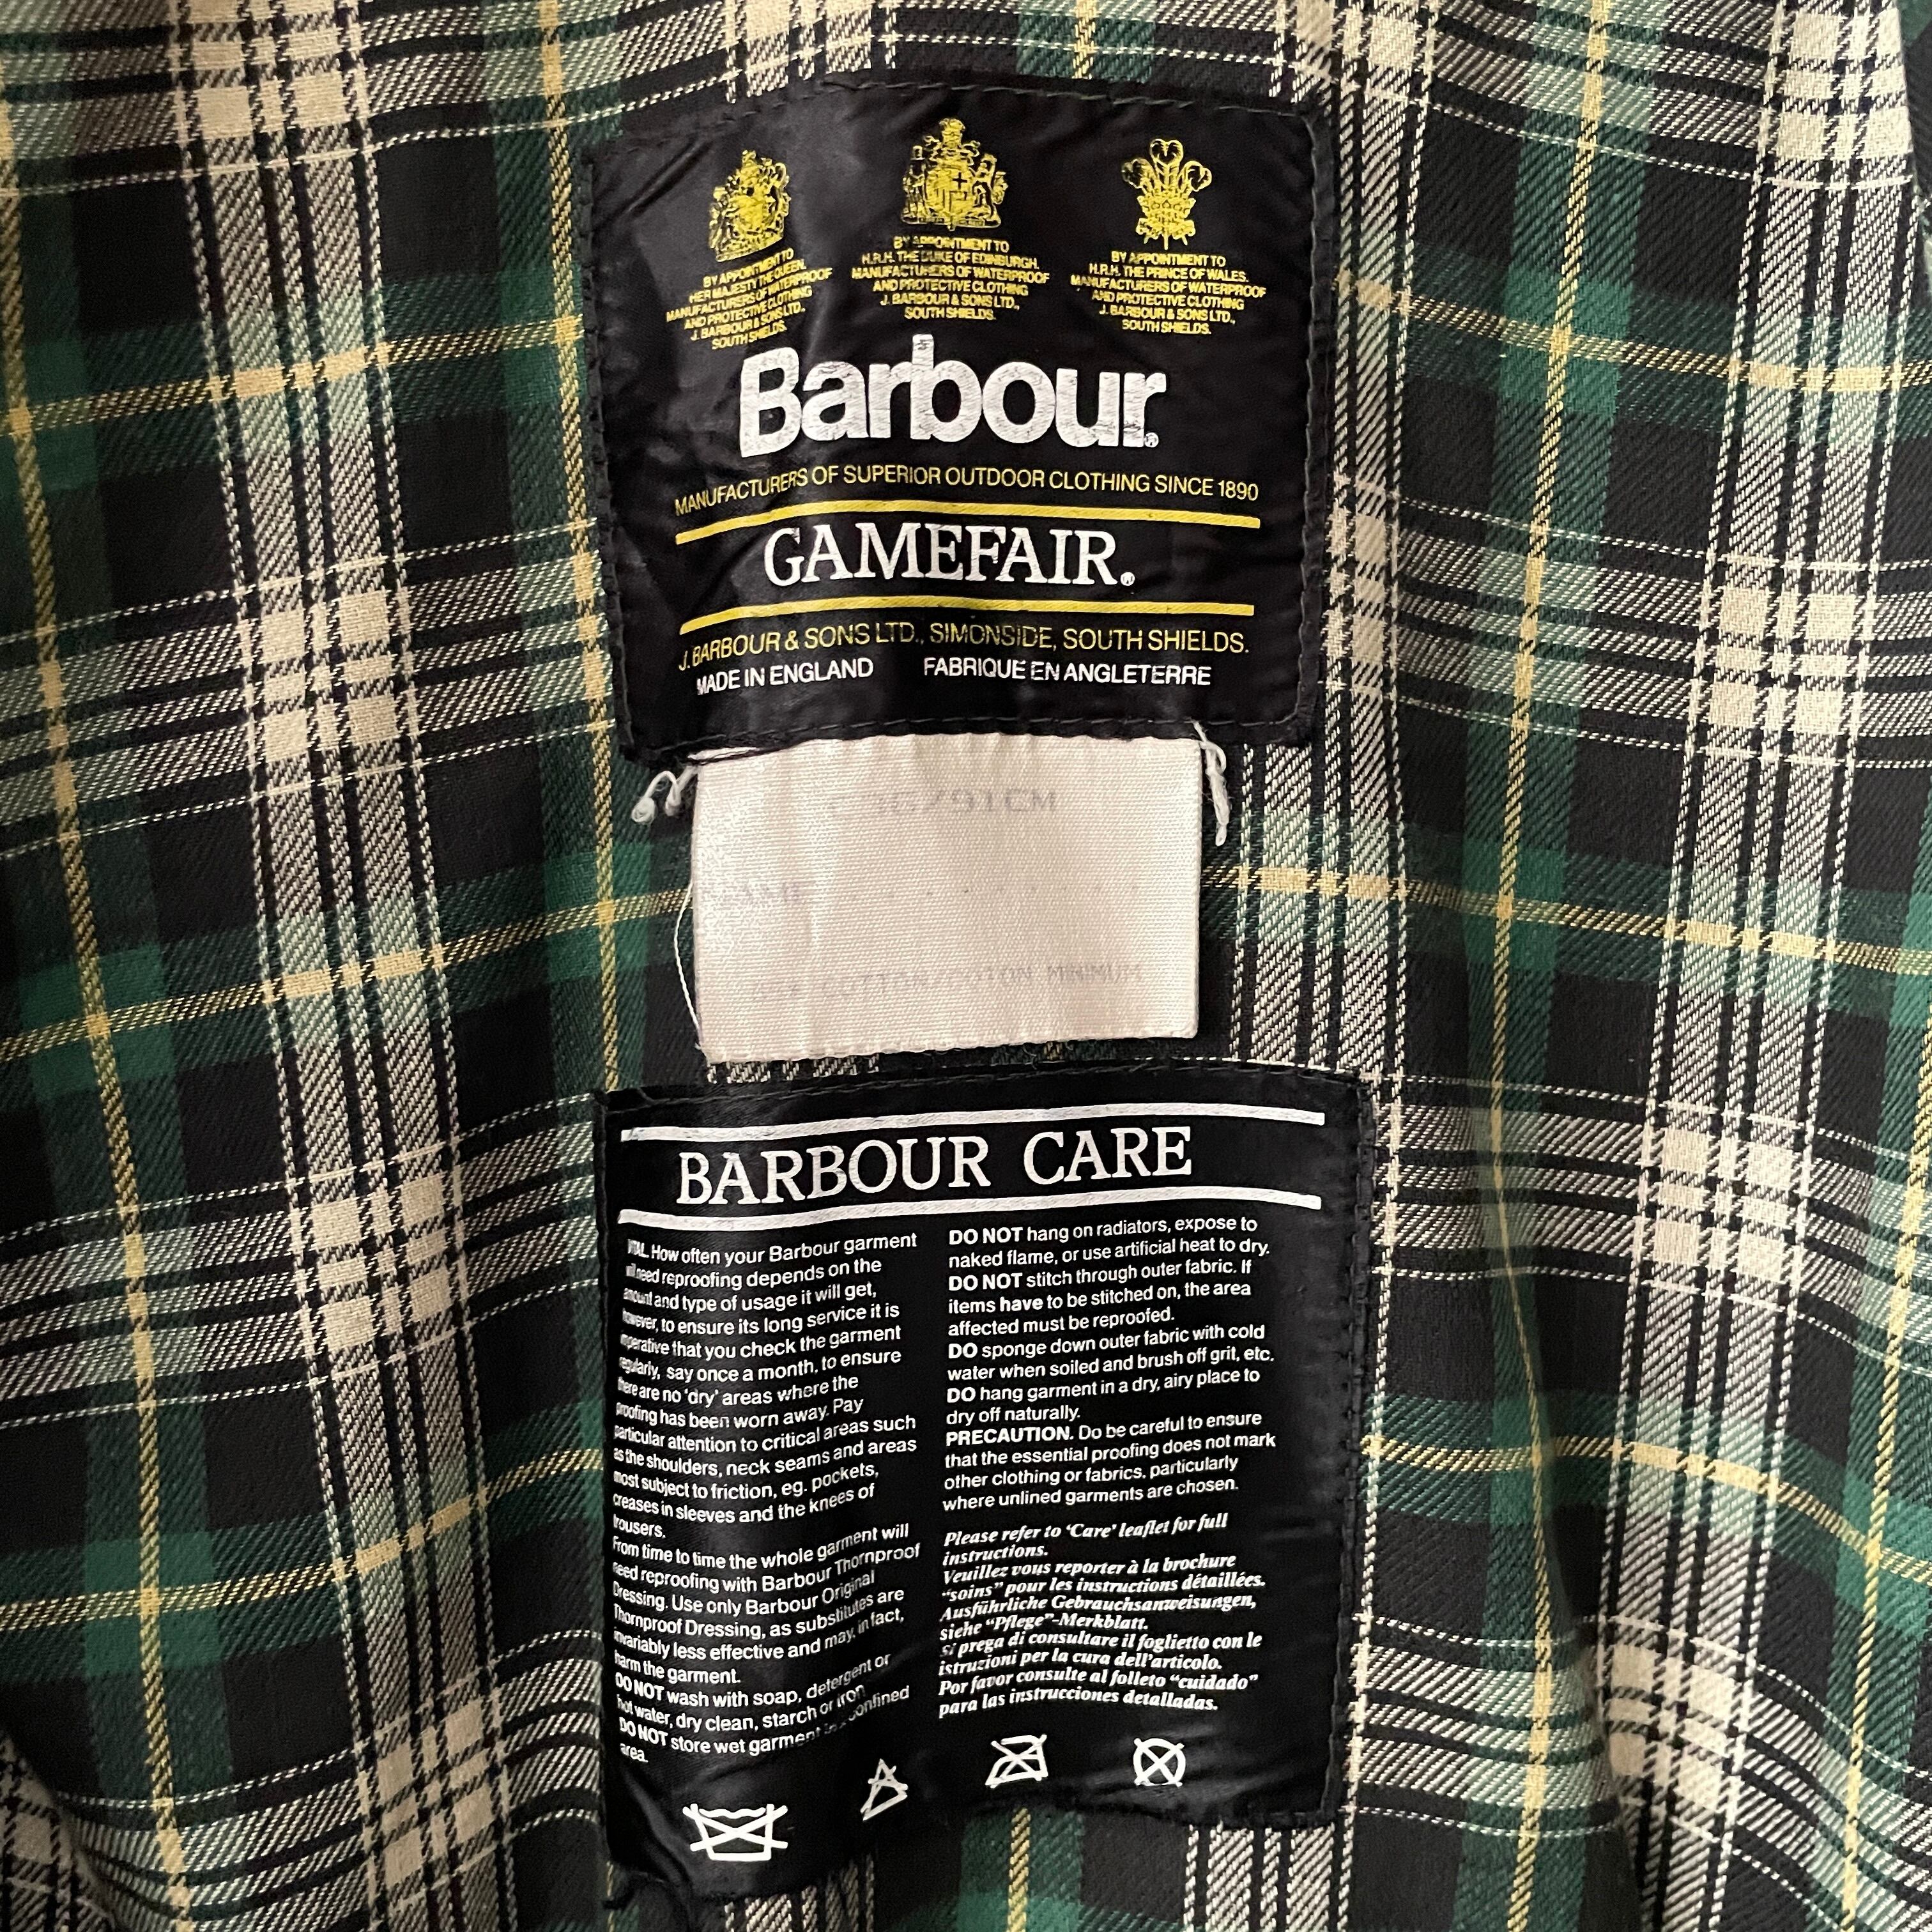 BY APPOINTMENT TO
HER MAJESTY THE QUEEN.
MANUFACTURERS OF WATERPROOF
AND PROTECTIVE CLOTHING
J. BARBOUR & SONS LTD.,
SOUTH SHIELDS.
BY APPOINTMENT TO
H.R.H. THE DUKE OF EDINBURGH.
MANUFACTURERS OF WATERPROOF
AND PROTECTIVE CLOTHING
J. BARBOUR & SONS LTD.,
SOUTH SHIELDS.
BY APPOINTMENT TO
H.R.H. THE PRINCE OF WALES.
MANUFACTURERS OF WATERPROOF
AND PROTECTIVE CLOTHING
J. BARBOUR & SONS LTD.,
SOUTH SHIELDS.
Barbour®
MANUFACTURERS OF SUPERIOR OUTDOOR CLOTHING SINCE 1890
GAMEFAIR.®
J. BARBOUR & SONS LTD., SIMONSIDE, SOUTH SHIELDS.
MADE IN ENGLAND FABRIQUE EN ANGLETERRE
/91CM
COTTON/COTON MINIMUM
BARBOUR CARE
How often your Barbour garment
will need reproofing depends on the
amount and type of usage it will get,
however, to ensure its long service it is
imperative that you check the garment
regularly, say once a month, to ensure
there are no 'dry' areas where the
proofing has been worn away. Pay
particular attention to critical areas such
as the shoulders, neck seams and areas
most subject to friction, eg. pockets,
creases in sleeves and the knees of
trousers.
From time to time the whole garment will
need reproofing with Barbour Thornproof
Dressing. Use only Barbour Original
Thornproof Dressing, as substitutes are
invariably less effective and may, in fact,
harm the garment.
DO NOT wash with soap, detergent or
hot water, dry clean, starch or iron
DO NOT store wet garment in a confined
area.
DO NOT hang on radiators, expose to
naked flame, or use artificial heat to dry.
DO NOT stitch through outer fabric. If
items have to be stitched on, the area
affected must be reproofed.
DO sponge down outer fabric with cold
water when soiled and brush off grit, etc.
DO hang garment in a dry, airy place to
dry off naturally.
PRECAUTION. Do be careful to ensure
that the essential proofing does not mark
other clothing or fabrics, particularly
where unlined garments are chosen.
Please refer to 'Care' leaflet for full
instructions.
Veuillez vous reporter à la brochure
"soins" pour les instructions détaillées.
Ausführliche Gebrauchsanweisungen,
siehe "Pflege"-Merkblatt.
Si prega di consultare il foglietto con le
istruzioni per la cura dell'articolo.
Por favor consulte al folleto "cuidado"
para las instrucciones detalladas.